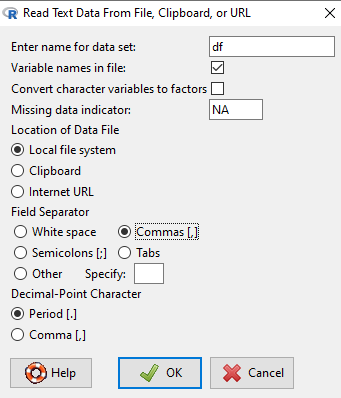 Read Text Data From File, Clipboard, or URL
Enter name for data set: df
Variable names in file:
Convert character variables to factors
Missing data indicator: NA
Location of Data File
Local file system
Clipboard
Internet URL
Field Separator
White space Commas [,]
Semicolons [;] Tabs
Other Specify:
Decimal-Point Character
Period [.]
Comma [,]
Help OK Cancel